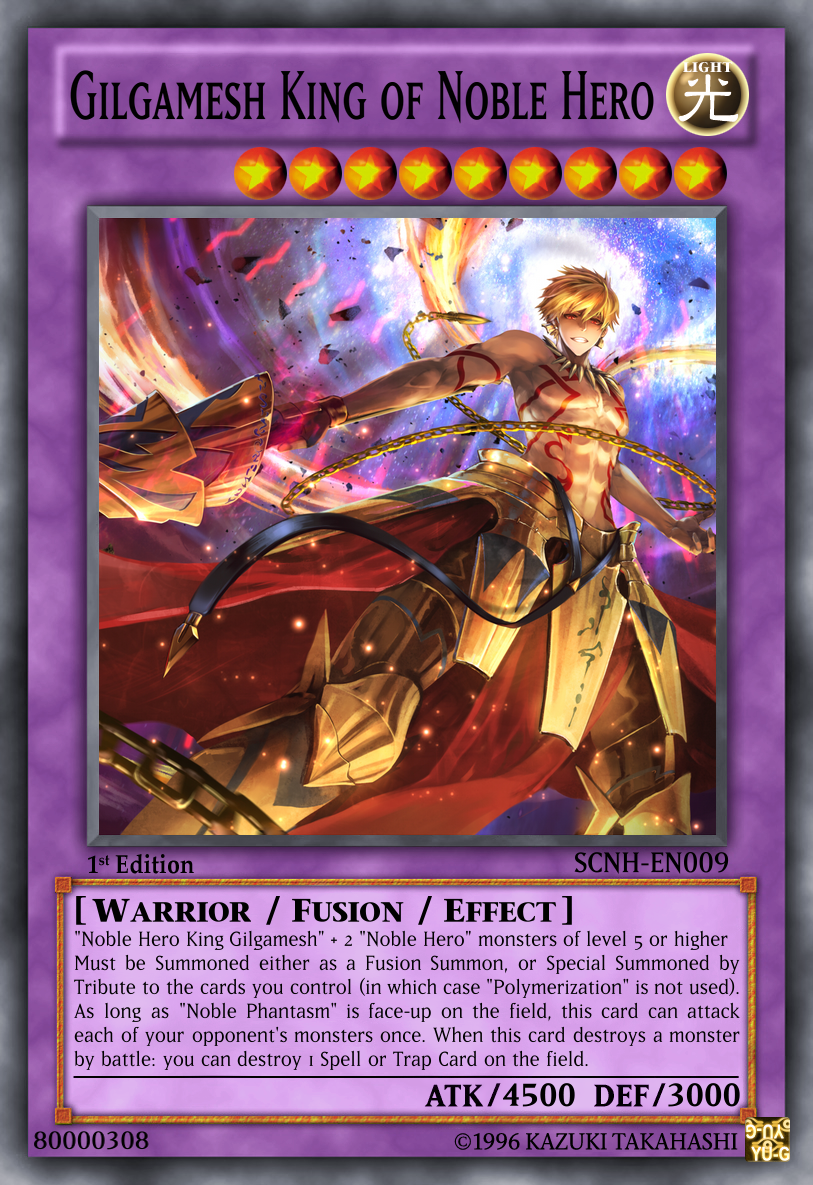 Gilgamesh King of Noble Hero
LIGHT
光
1st Edition
SCNH-EN009
[ Warrior / Fusion / Effect ]
"Noble Hero King Gilgamesh" + 2 "Noble Hero" monsters of level 5 or higher
Must be Summoned either as a Fusion Summon, or Special Summoned by
Tribute to the cards you control (in which case "Polymerization" is not used).
As long as "Noble Phantasm" is face-up on the field, this card can attack
each of your opponent's monsters once. When this card destroys a monster
by battle: you can destroy 1 Spell or Trap Card on the field.
ATK/4500 DEF/3000
80000308
©1996 KAZUKI TAKAHASHI